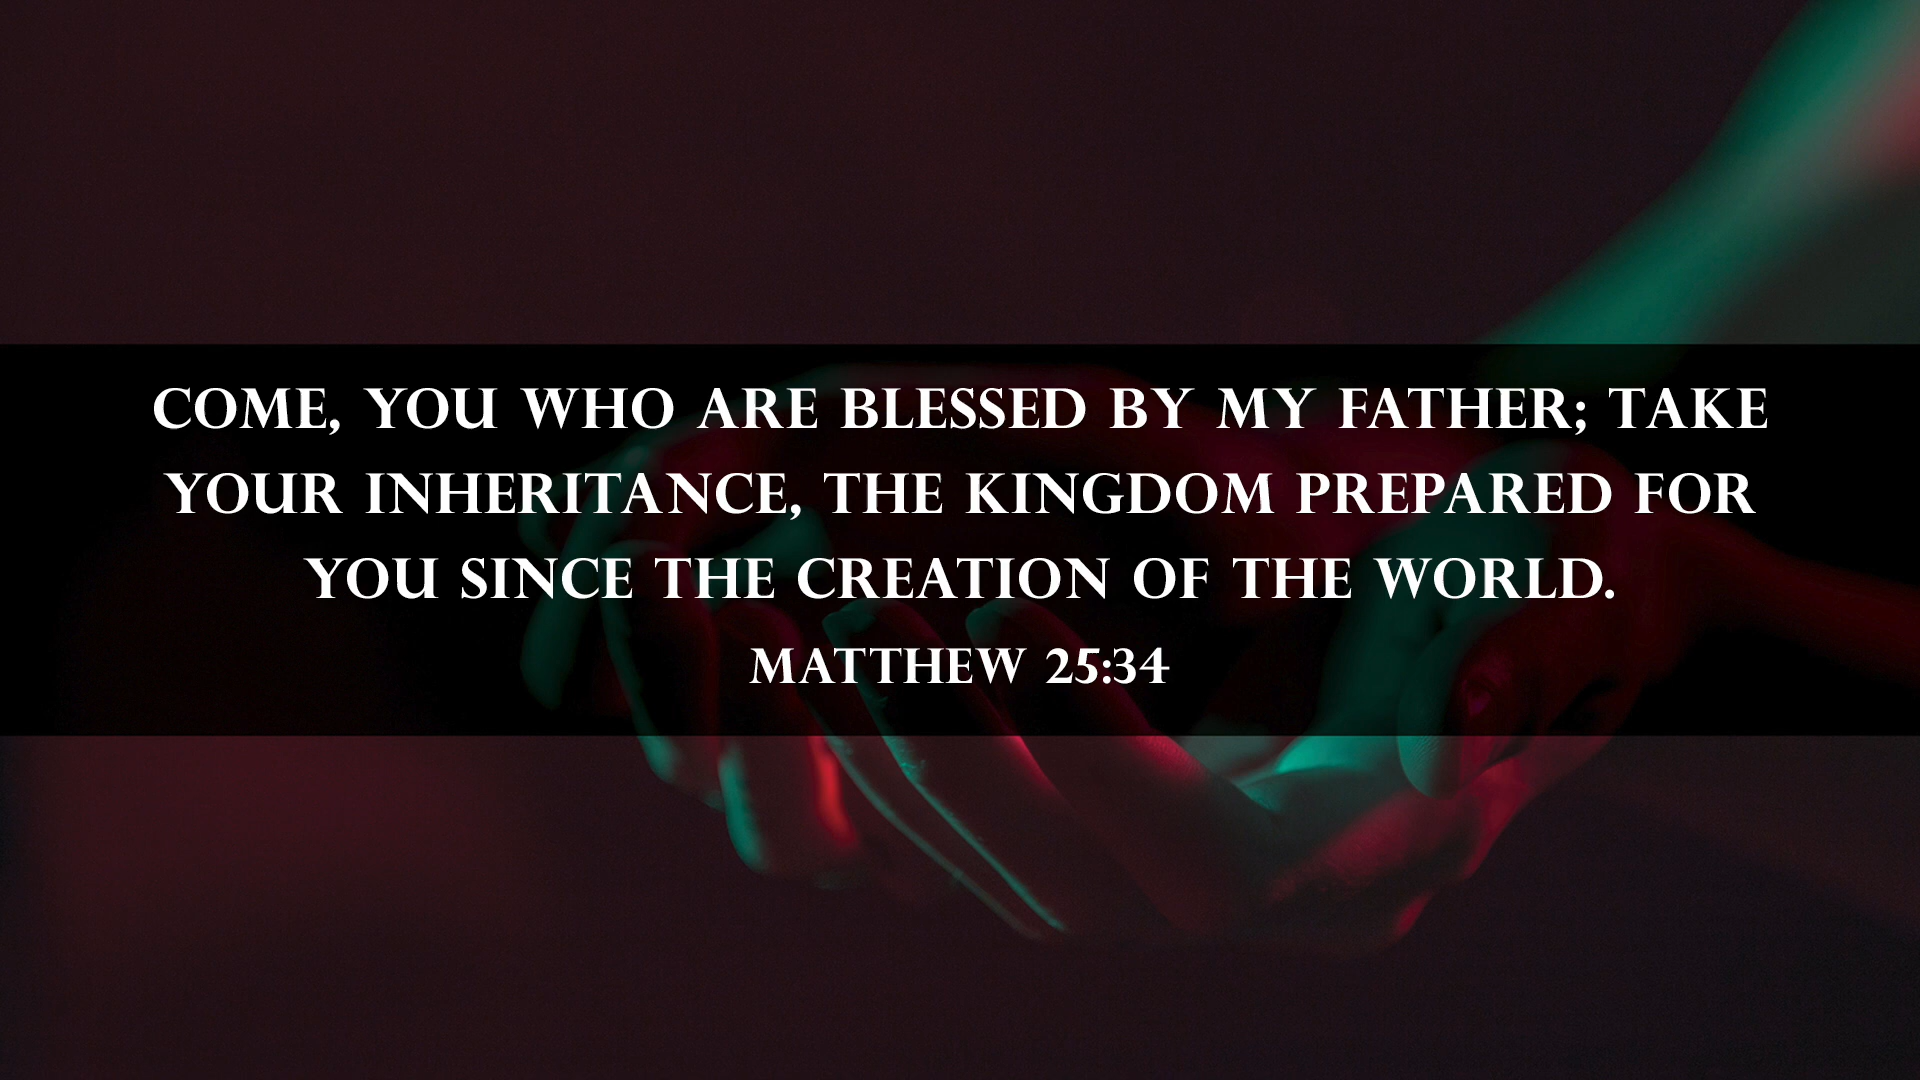 COME, YOU WHO ARE BLESSED BY MY FATHER; TAKE
YOUR INHERITANCE, THE KINGDOM PREPARED FOR
YOU SINCE THE CREATION OF THE WORLD.
MATTHEW 25:34